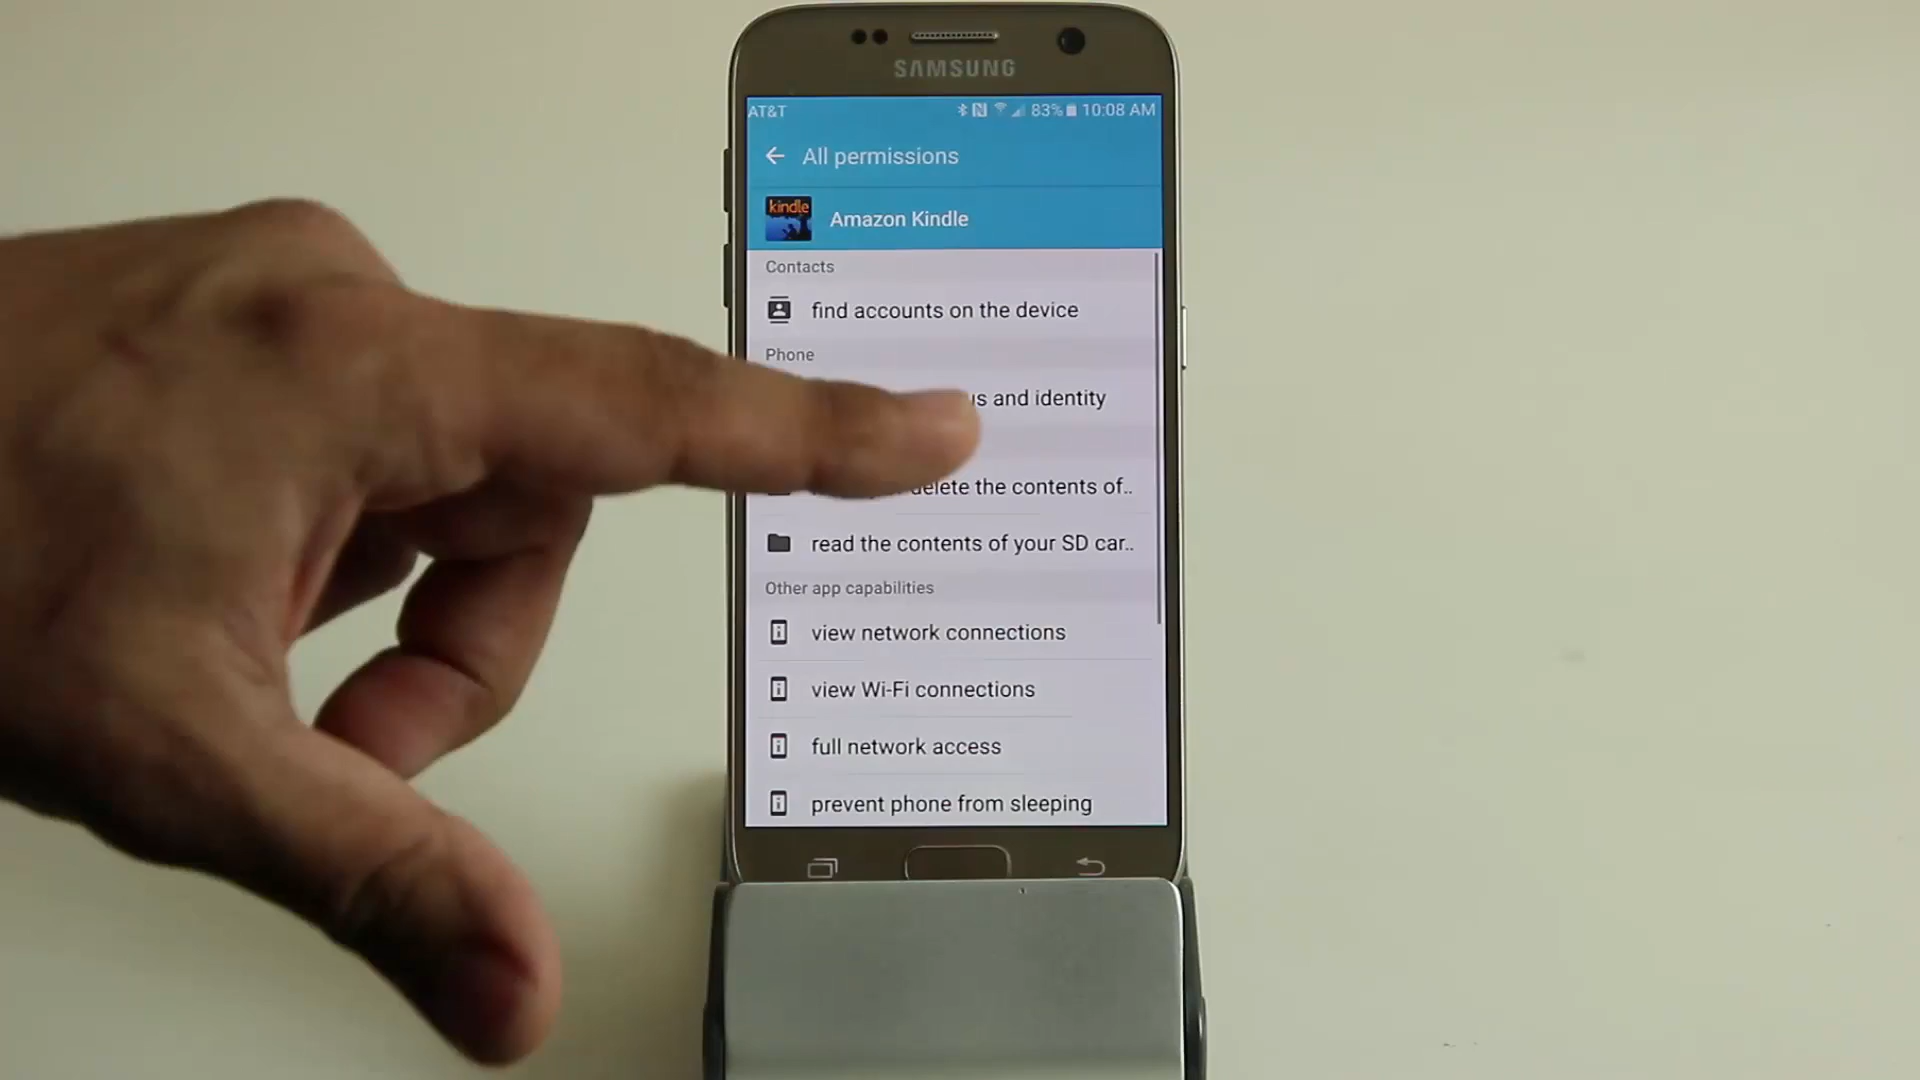 SAMSUNG
AT&T 83% 10:08 AM
All permissions
kindle Amazon Kindle
Contacts
find accounts on the device
Phone
and identity
delete the contents of..
read the contents of your SD car..
Other app capabilities
view network connections
view Wi-Fi connections
full network access
prevent phone from sleeping